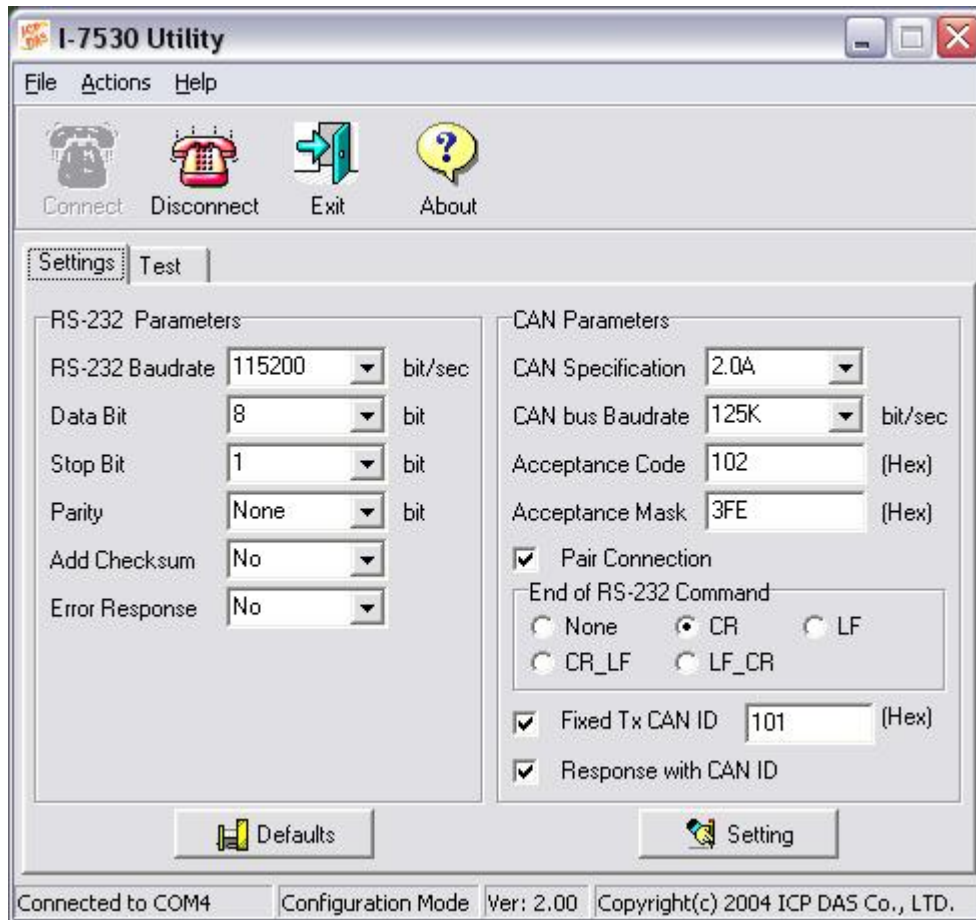 I-7530 Utility
File Actions Help
Connect Disconnect Exit About
Settings Test
RS-232 Parameters
RS-232 Baudrate 115200 bit/sec
Data Bit 8 bit
Stop Bit 1 bit
Parity None bit
Add Checksum No
Error Response No
CAN Parameters
CAN Specification 2.0A
CAN bus Baudrate 125K bit/sec
Acceptance Code 102 (Hex)
Acceptance Mask 3FE (Hex)
Pair Connection
End of RS-232 Command
None CR LF
CR_LF LF_CR
Fixed Tx CAN ID 101 (Hex)
Response with CAN ID
Defaults Setting
Connected to COM4 Configuration Mode Ver: 2.00 Copyright(c) 2004 ICP DAS Co., LTD.